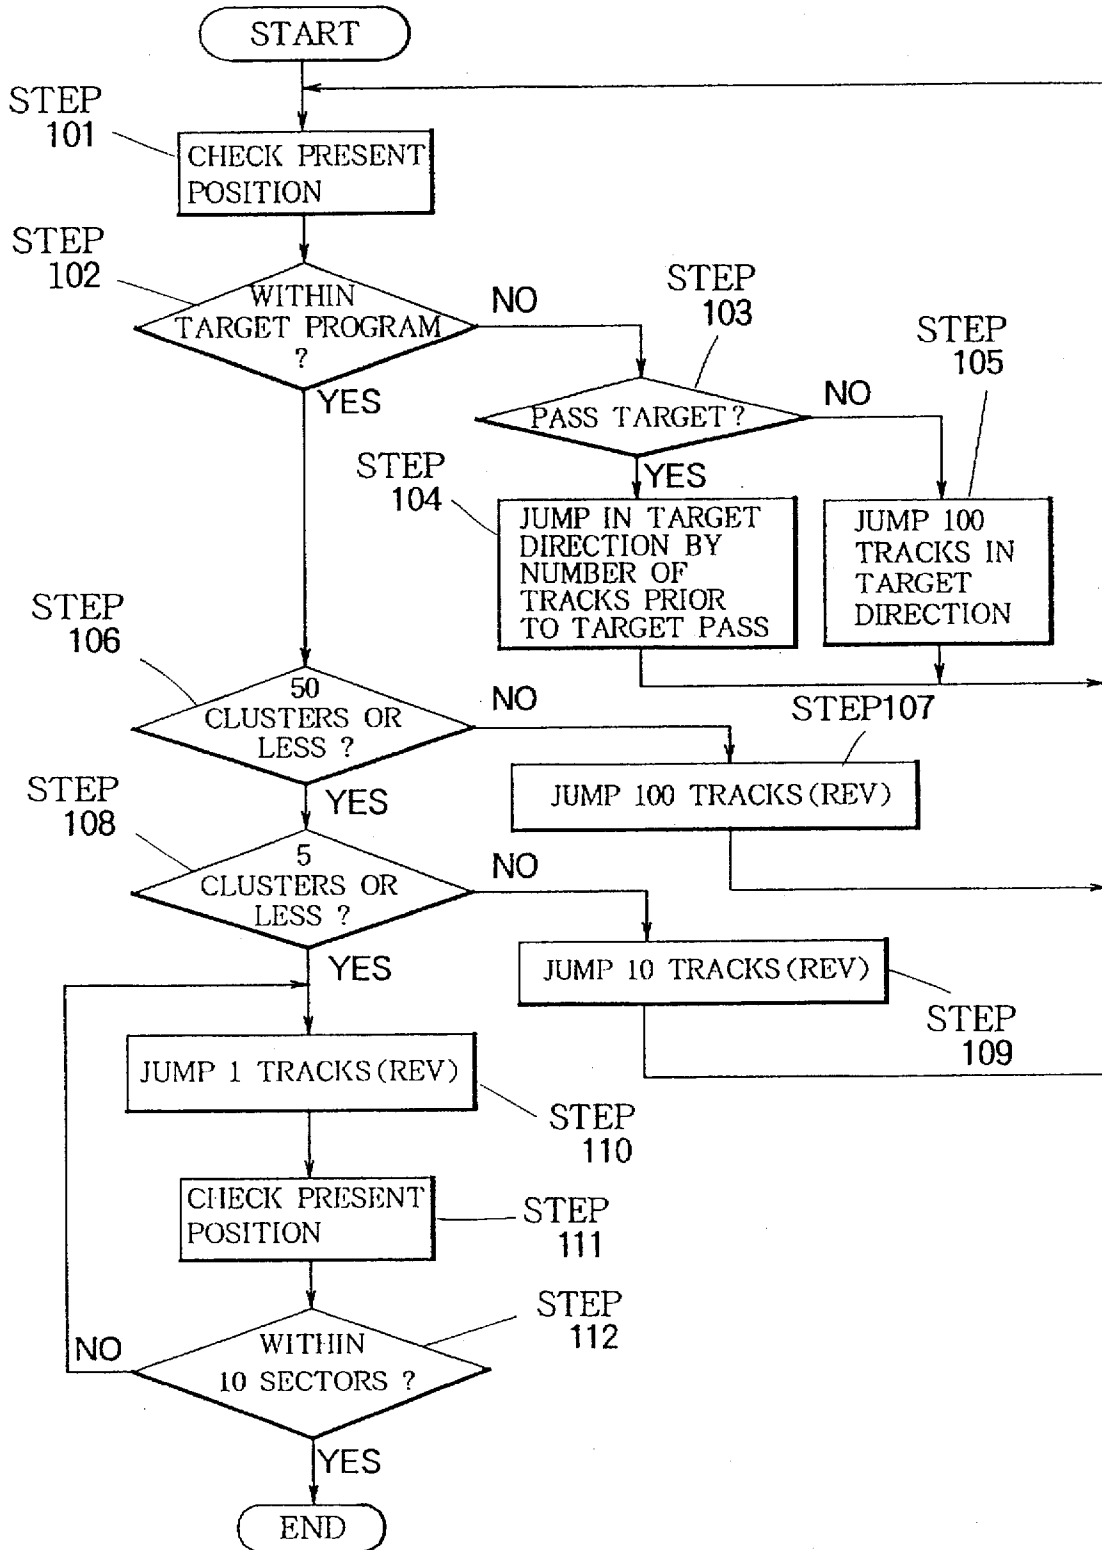 START
STEP
101
CHECK PRESENT
POSITION
STEP
102
WITHIN
TARGET PROGRAM
?
NO
YES
STEP
103
PASS TARGET?
NO
YES
STEP
104
JUMP IN TARGET
DIRECTION BY
NUMBER OF
TRACKS PRIOR
TO TARGET PASS
STEP
105
JUMP 100
TRACKS IN
TARGET
DIRECTION
STEP
106
50
CLUSTERS OR
LESS ?
NO
YES
STEP107
JUMP 100 TRACKS(REV)
STEP
108
5
CLUSTERS OR
LESS ?
NO
YES
JUMP 10 TRACKS(REV)
STEP
109
JUMP 1 TRACKS(REV)
STEP
110
CHECK PRESENT
POSITION
STEP
111
STEP
112
WITHIN
10 SECTORS ?
NO
YES
END